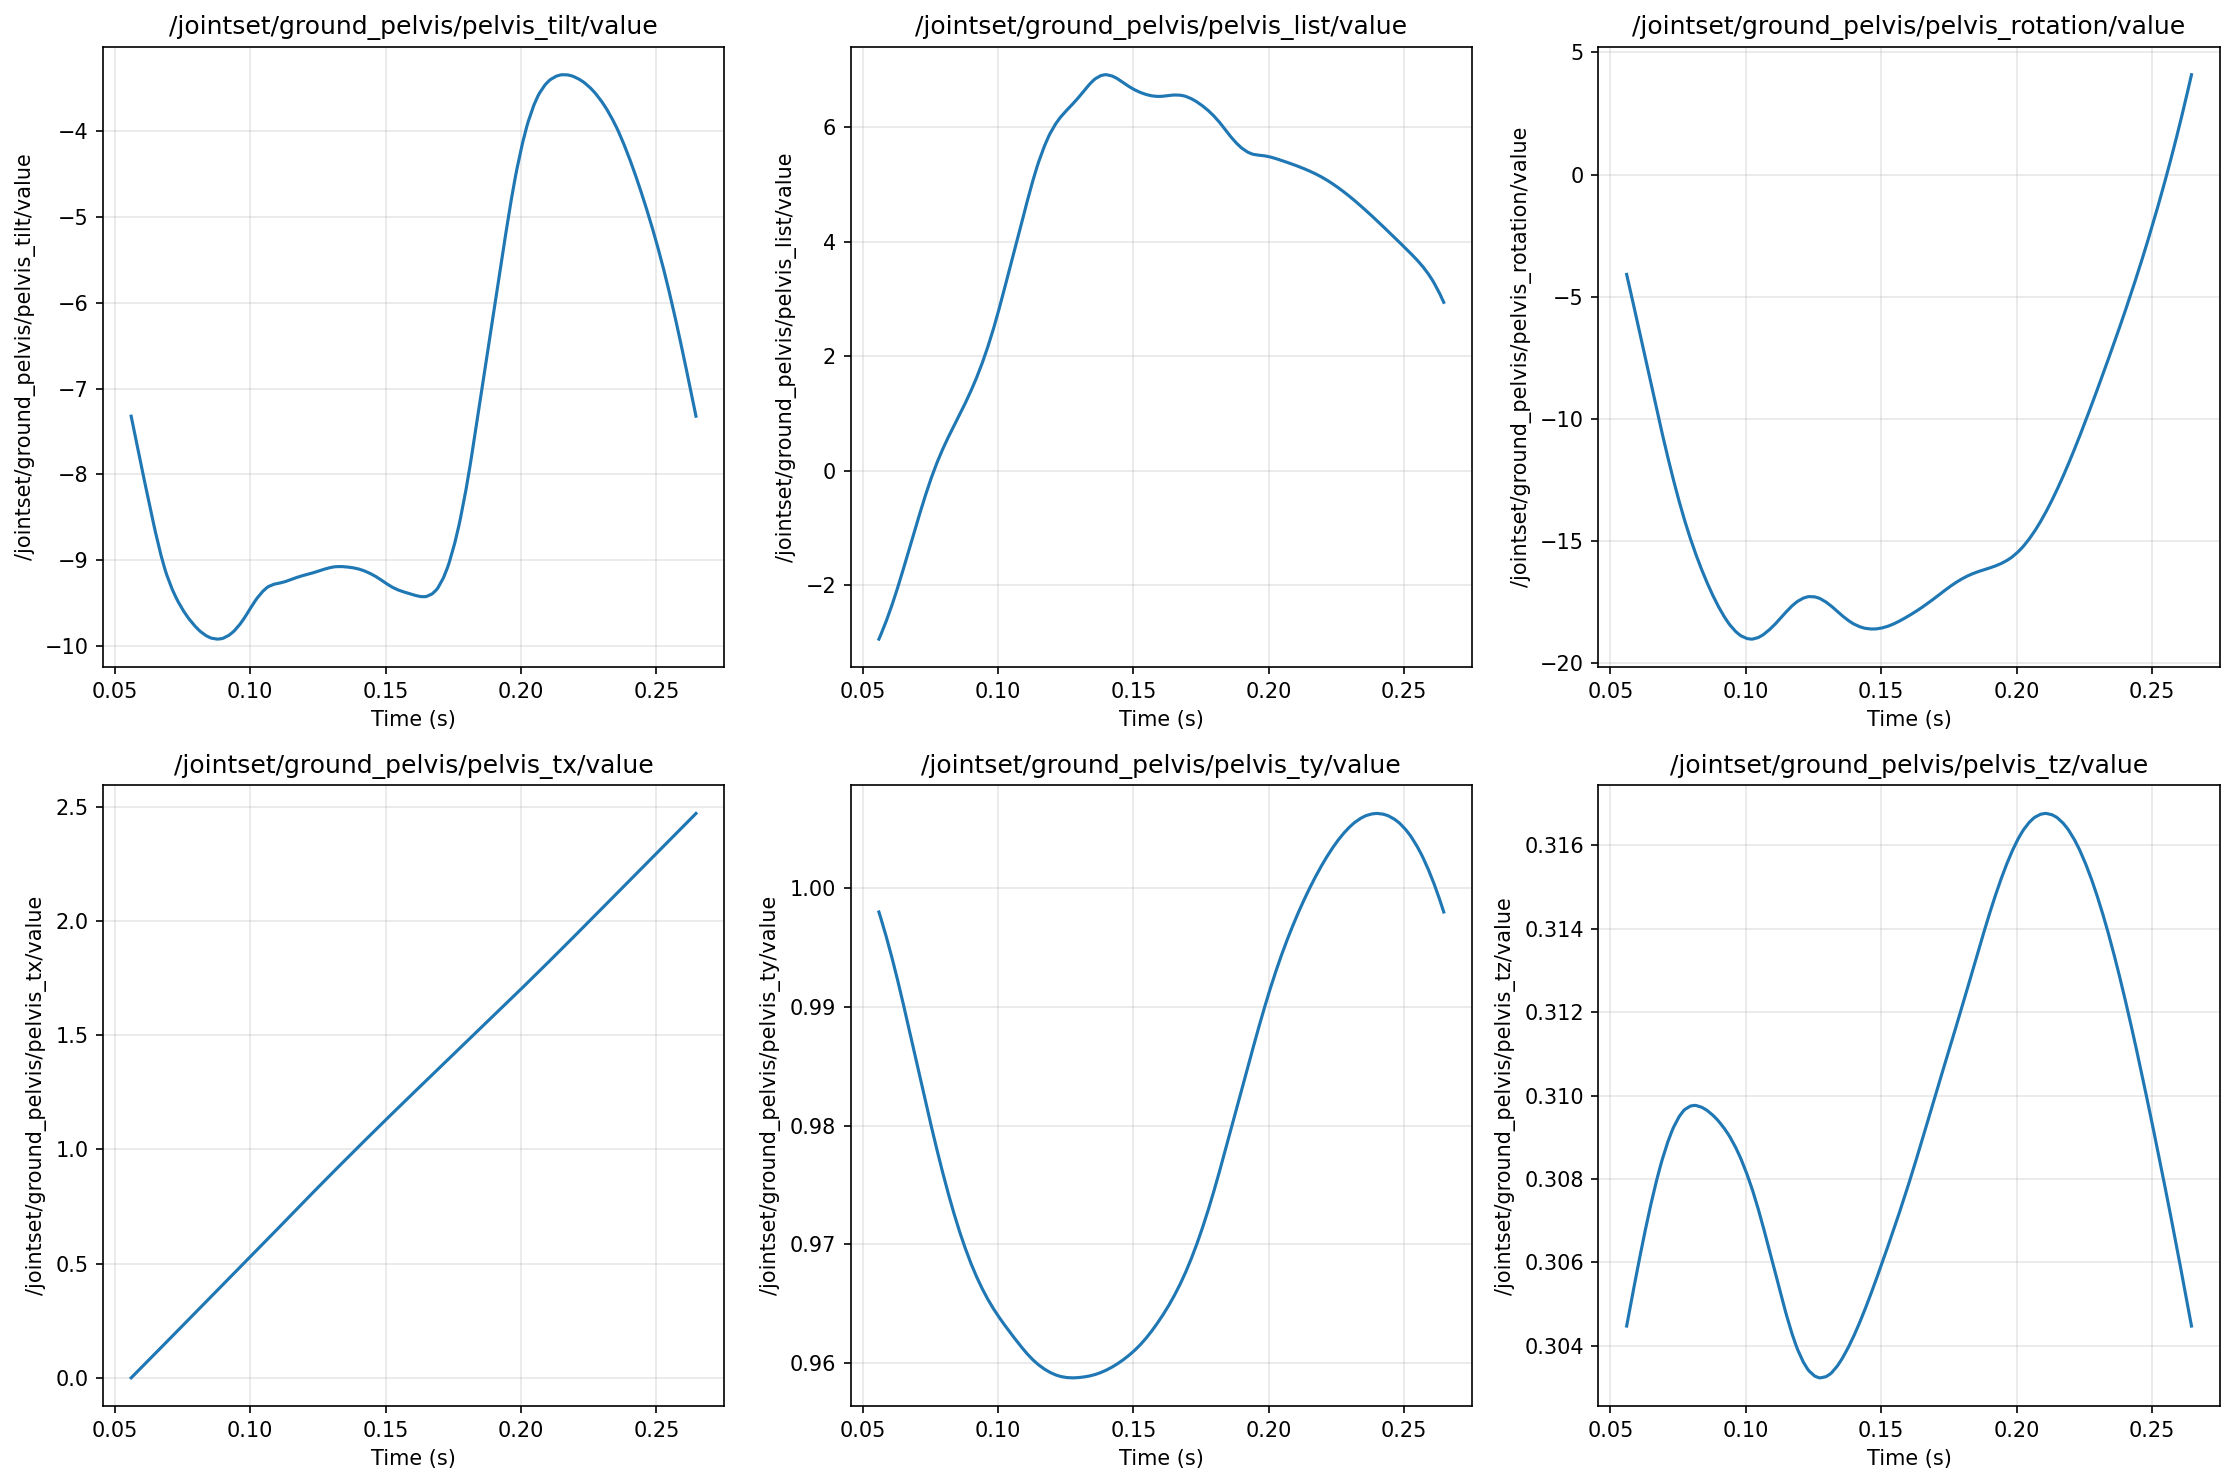 /jointset/ground_pelvis/pelvis_tilt/value
/jointset/ground_pelvis/pelvis_tilt/value
−4
−5
−6
−7
−8
−9
−10
0.05 0.10 0.15 0.20 0.25
Time (s)
/jointset/ground_pelvis/pelvis_list/value
/jointset/ground_pelvis/pelvis_list/value
6
4
2
0
−2
0.05 0.10 0.15 0.20 0.25
Time (s)
/jointset/ground_pelvis/pelvis_rotation/value
/jointset/ground_pelvis/pelvis_rotation/value
5
0
−5
−10
−15
−20
0.05 0.10 0.15 0.20 0.25
Time (s)
/jointset/ground_pelvis/pelvis_tx/value
/jointset/ground_pelvis/pelvis_tx/value
2.5
2.0
1.5
1.0
0.5
0.0
0.05 0.10 0.15 0.20 0.25
Time (s)
/jointset/ground_pelvis/pelvis_ty/value
/jointset/ground_pelvis/pelvis_ty/value
1.00
0.99
0.98
0.97
0.96
0.05 0.10 0.15 0.20 0.25
Time (s)
/jointset/ground_pelvis/pelvis_tz/value
/jointset/ground_pelvis/pelvis_tz/value
0.316
0.314
0.312
0.310
0.308
0.306
0.304
0.05 0.10 0.15 0.20 0.25
Time (s)